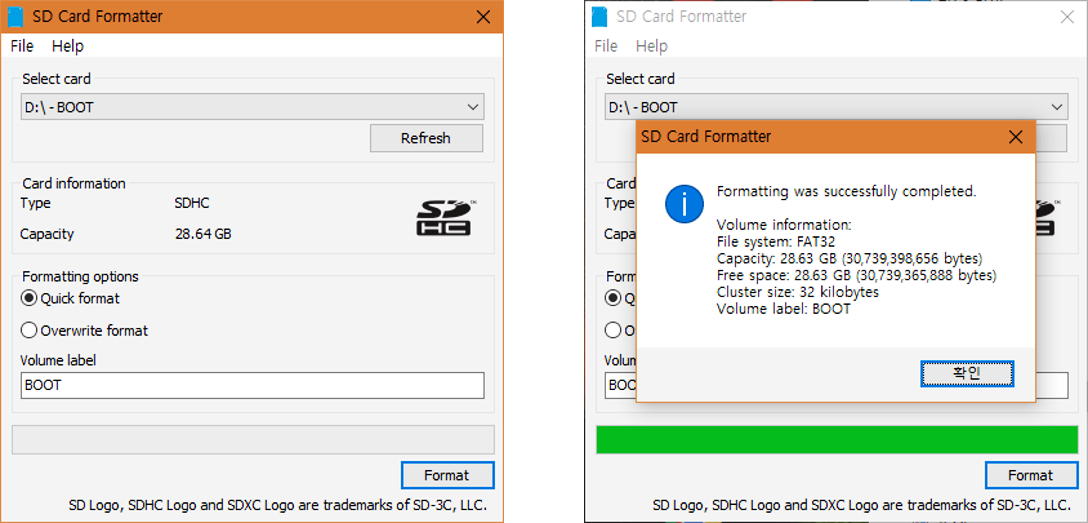 SD Card Formatter
File Help
Select card
D:\ - BOOT
Refresh
Card information
Type SDHC
Capacity 28.64 GB
SD HC
Formatting options
Quick format
Overwrite format
Volume label
BOOT
Format
SD Logo, SDHC Logo and SDXC Logo are trademarks of SD-3C, LLC.
SD Card Formatter
File Help
Select card
D:\ - BOOT
SD Card Formatter
Formatting was successfully completed.
Volume information:
File system: FAT32
Capacity: 28.63 GB (30,739,398,656 bytes)
Free space: 28.63 GB (30,739,365,888 bytes)
Cluster size: 32 kilobytes
Volume label: BOOT
확인
Card
Type
Format
SD Logo, SDHC Logo and SDXC Logo are trademarks of SD-3C, LLC.